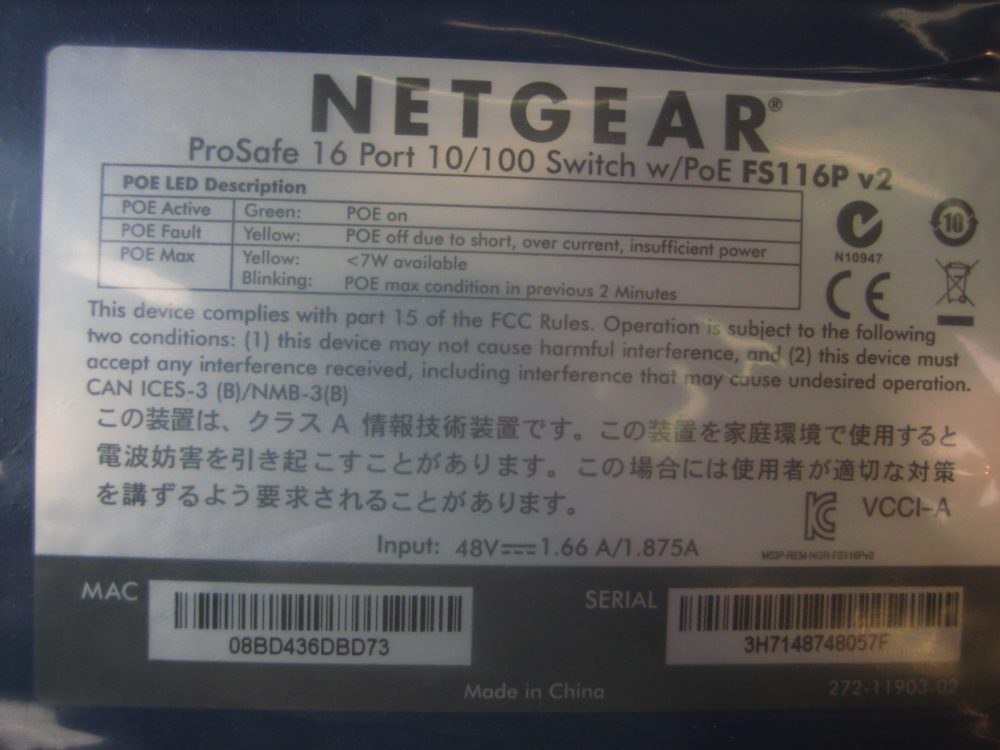 NETGEAR®
ProSafe 16 Port 10/100 Switch w/PoE FS116P v2
POE LED Description
POE Active Green: POE on
POE Fault Yellow: POE off due to short, over current, insufficient power
POE Max Yellow: <7W available
Blinking: POE max condition in previous 2 Minutes
N10947
10
CE
This device complies with part 15 of the FCC Rules. Operation is subject to the following
two conditions: (1) this device may not cause harmful interference, and (2) this device must
accept any interference received, including interference that may cause undesired operation.
CAN ICES-3 (B)/NMB-3(B)
この装置は、クラス A 情報技術装置です。この装置を家庭環境で使用すると
電波妨害を引き起こすことがあります。この場合には使用者が適切な対策
を講ずるよう要求されることがあります。
VCCI-A
MSIP-REM-NGR-FS116Pv2
Input: 48V⎓1.66 A/1.875A
MAC
08BD436DBD73
SERIAL
3H7148748057F
Made in China
272-11903-02